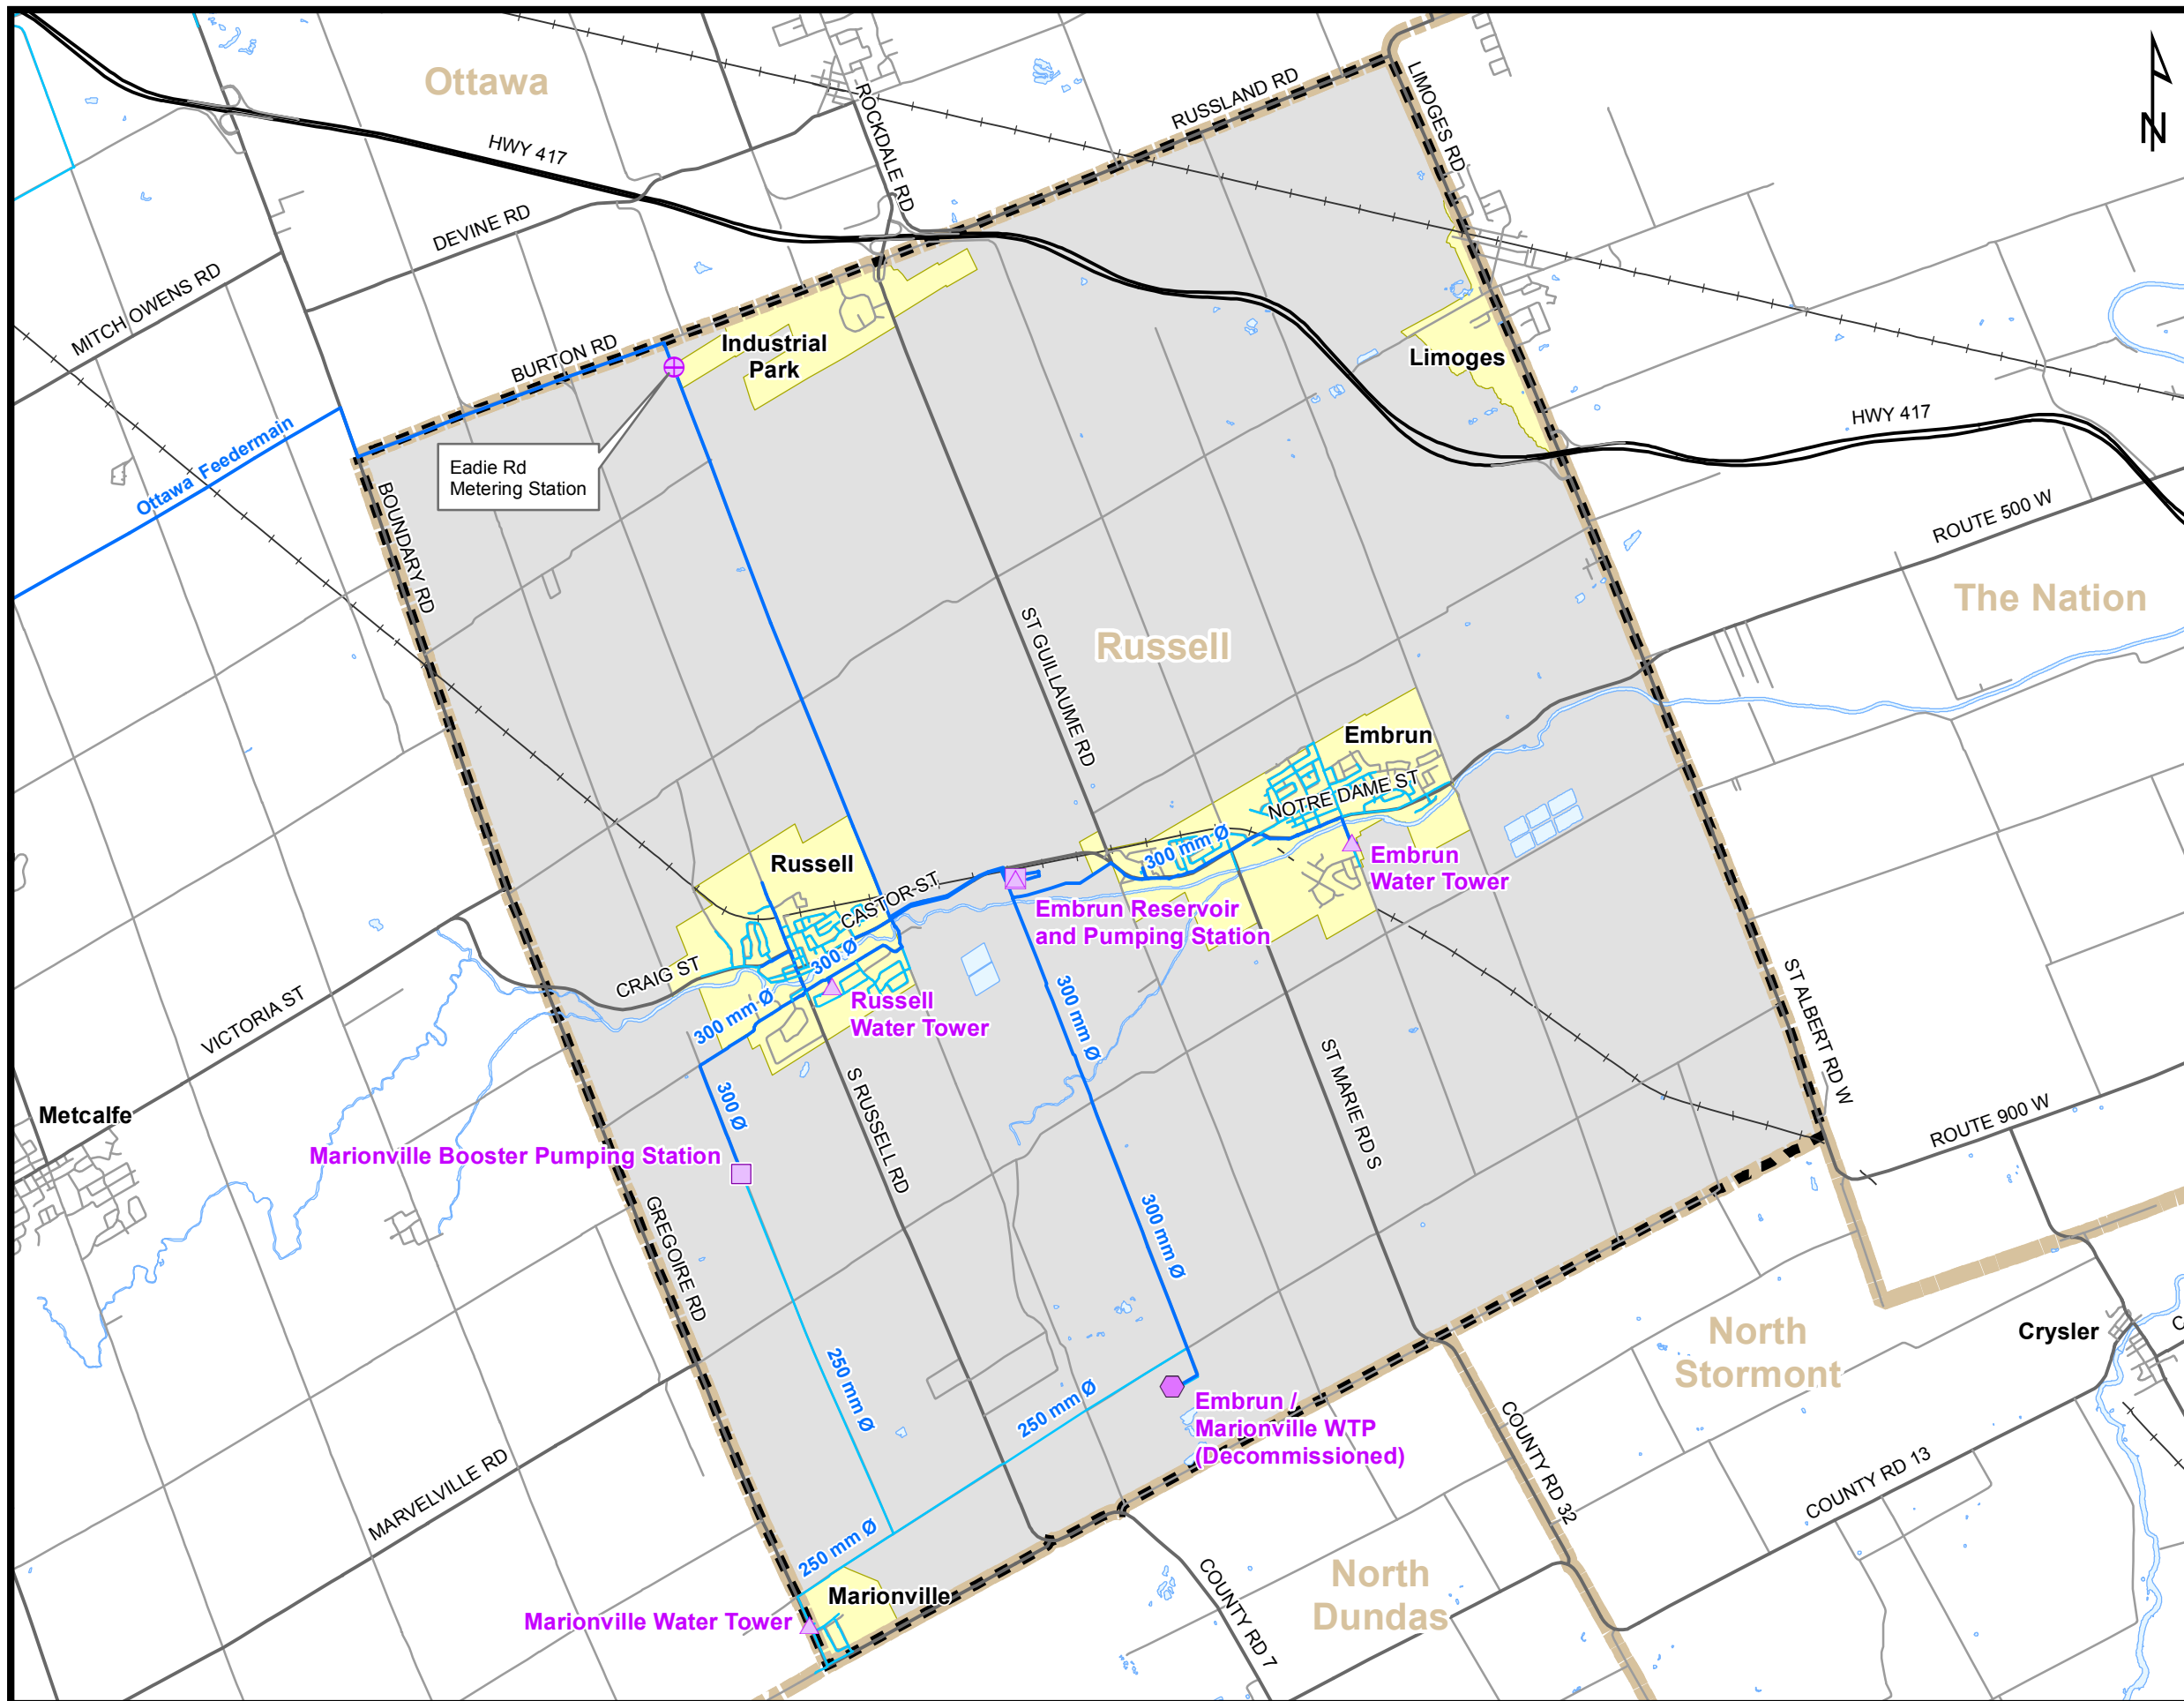 Ottawa
RUSSLAND RD
LIMOGES RD
N
ROCKDALE RD
HWY 417
DEVINE RD
MITCH OWENS RD
BURTON RD
Industrial
Park
Limoges
HWY 417
Ottawa Feedermain
Eadie Rd
Metering Station
BOUNDARY RD
ROUTE 500 W
The Nation
Russell
ST GUILLAUME RD
Embrun
NOTRE DAME ST
300 mm Ø
Embrun
Water Tower
Russell
CASTOR ST
Embrun Reservoir
and Pumping Station
300 Ø
CRAIG ST
300 mm Ø
Russell
Water Tower
300 mm Ø
VICTORIA ST
ST ALBERT RD W
ST MARIE RD S
S RUSSELL RD
300 Ø
Metcalfe
ROUTE 900 W
Marionville Booster Pumping Station
300 mm Ø
GREGOIRE RD
North
Stormont
Crysler
250 mm Ø
250 mm Ø
Embrun /
Marionville WTP
(Decommissioned)
COUNTY RD 32
COUNTY RD 13
MARVELVILLE RD
250 mm Ø
North
Dundas
COUNTY RD 7
Marionville
Marionville Water Tower